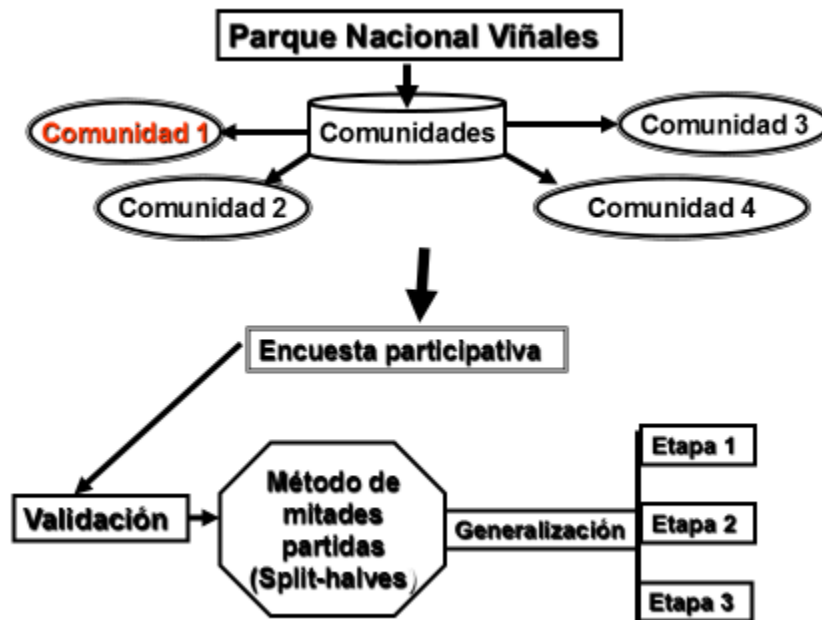 Parque Nacional Viñales
Comunidad 1
Comunidades
Comunidad 3
Comunidad 2
Comunidad 4
Encuesta participativa
Validación
Método de
mitades
partidas
(Split-halves)
Generalización
Etapa 1
Etapa 2
Etapa 3